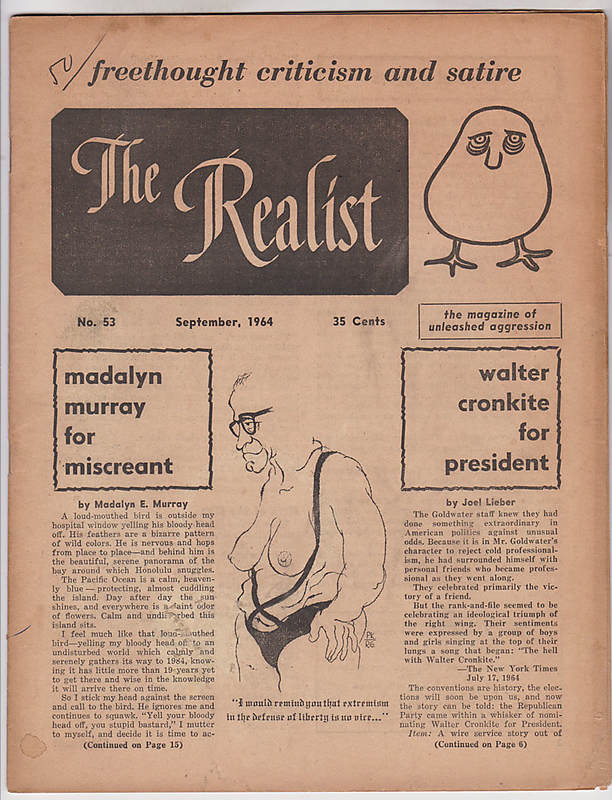 50/
freethought criticism and satire
The
Realist
No. 53 September, 1964 35 Cents
the magazine of
unleashed aggression
madalyn
murray
for
miscreant
by Madalyn E. Murray
A loud-mouthed bird is outside my
hospital window yelling his bloody head
off. His feathers are a bizarre pattern
of wild colors. He is nervous and hops
from place to place—and behind him is
the beautiful, serene panorama of the
bay around which Honolulu snuggles.
The Pacific Ocean is a calm, heaven-
ly blue—protecting, almost cuddling
the island. Day after day the sun
shines, and everywhere is a faint odor
of flowers. Calm and undisturbed this
island sits.
I feel much like that loud-mouthed
bird—yelling my bloody head off to an
undisturbed world which calmly and
serenely gathers its way to 1984, know-
ing it has little more than 19 years yet
to get there and wise in the knowledge
it will arrive there on time.
So I stick my head against the screen
and call to the bird. He ignores me and
continues to squawk. "Yell your bloody
head off, you stupid bastard," I mutter
to myself, and decide it is time to ac-
(Continued on Page 15)
"I would remind you that extremism
in the defense of liberty is no vice..."
walter
cronkite
for
president
by Joel Lieber
The Goldwater staff knew they had
done something extraordinary in
American politics against unusual
odds. Because it is in Mr. Goldwater's
character to reject cold professional-
ism, he had surrounded himself with
personal friends who became profes-
sional as they went along.
They celebrated primarily the vic-
tory of a friend.
But the rank-and-file seemed to be
celebrating an ideological triumph of
the right wing. Their sentiments
were expressed by a group of boys
and girls singing at the top of their
lungs a song that began: "The hell
with Walter Cronkite."
—The New York Times
July 17, 1964
The conventions are history, the elec-
tions will soon be upon us, and now
the story can be told: the Republican
Party came within a whisker of nomi-
nating Walter Cronkite for President.
Item: A wire service story out of
(Continued on Page 6)